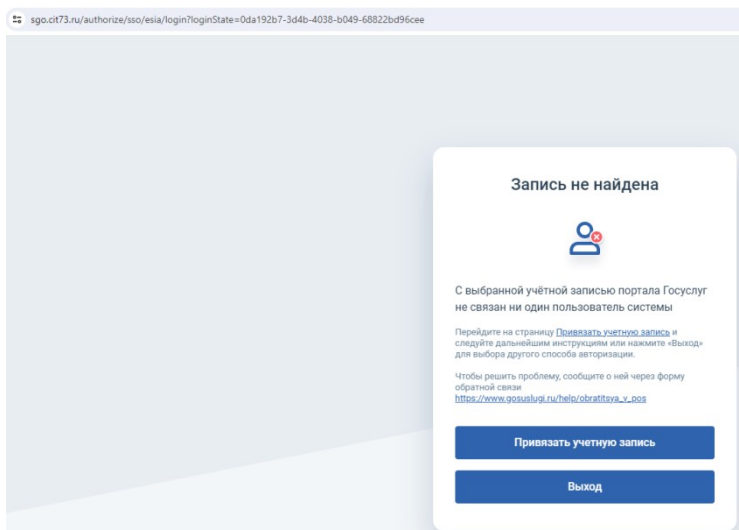 sgo.cit73.ru/authorize/sso/esia/login?loginState=0da192b7-3d4b-4038-b049-68822bd96cee
Запись не найдена
С выбранной учётной записью портала Госуслуг
не связан ни один пользователь системы
Перейдите на страницу Привязать учетную запись и
следуйте дальнейшим инструкциям или нажмите «Выход»
для выбора другого способа авторизации.
Чтобы решить проблему, сообщите о ней через форму
обратной связи
https://www.gosuslugi.ru/help/obratitsya_v_pos
Привязать учетную запись
Выход